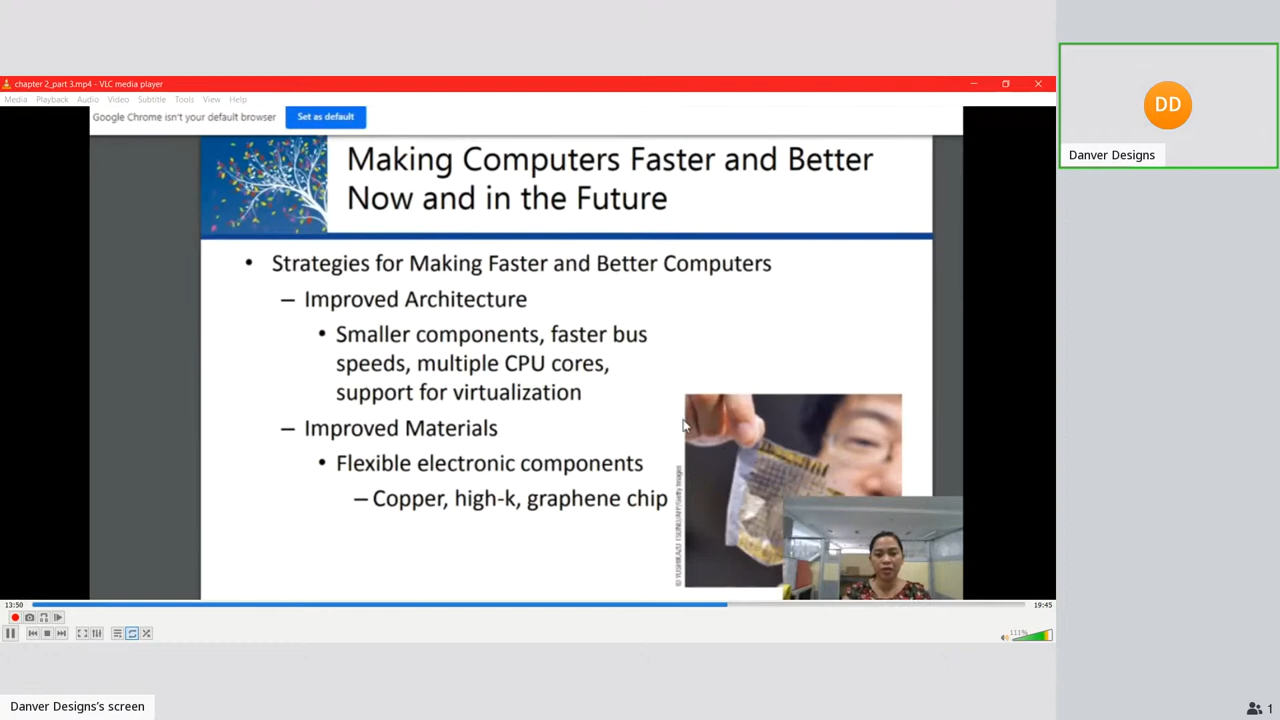 chapter 2_part 3.mp4 - VLC media player
Media Playback Audio Video Subtitle Tools View Help
Google Chrome isn't your default browser Set as default
Making Computers Faster and Better
Now and in the Future
• Strategies for Making Faster and Better Computers
– Improved Architecture
• Smaller components, faster bus
speeds, multiple CPU cores,
support for virtualization
– Improved Materials
• Flexible electronic components
– Copper, high-k, graphene chip
13:50
19:45
111%
Danver Designs's screen
DD
Danver Designs
1